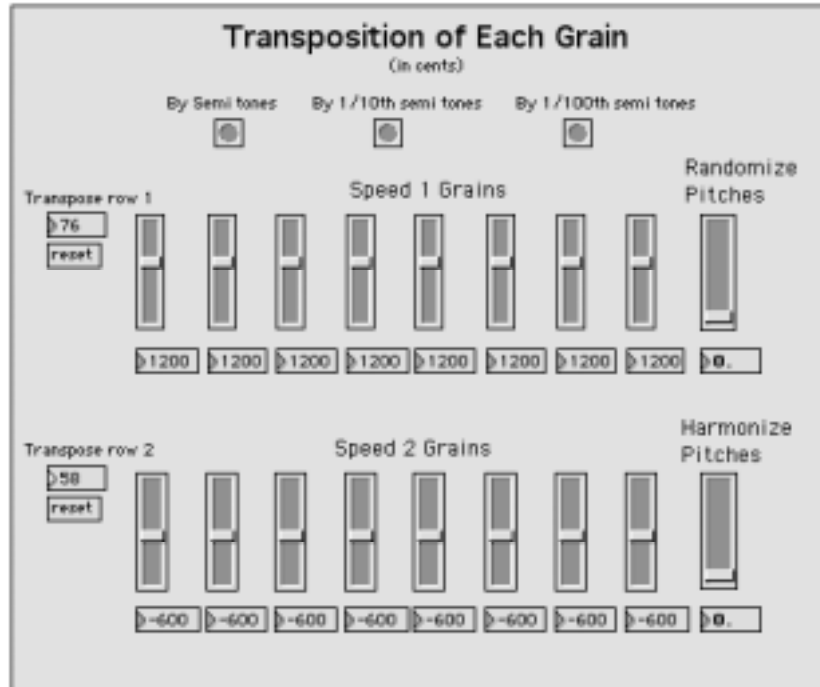 Transposition of Each Grain
(in cents)
By Semi tones By 1/10th semi tones By 1/100th semi tones
Randomize
Pitches
Transpose row 1
Speed 1 Grains
76
reset
1200 1200 1200 1200 1200 1200 1200 1200 0.
Harmonize
Pitches
Transpose row 2
Speed 2 Grains
58
reset
-600 -600 -600 -600 -600 -600 -600 -600 0.